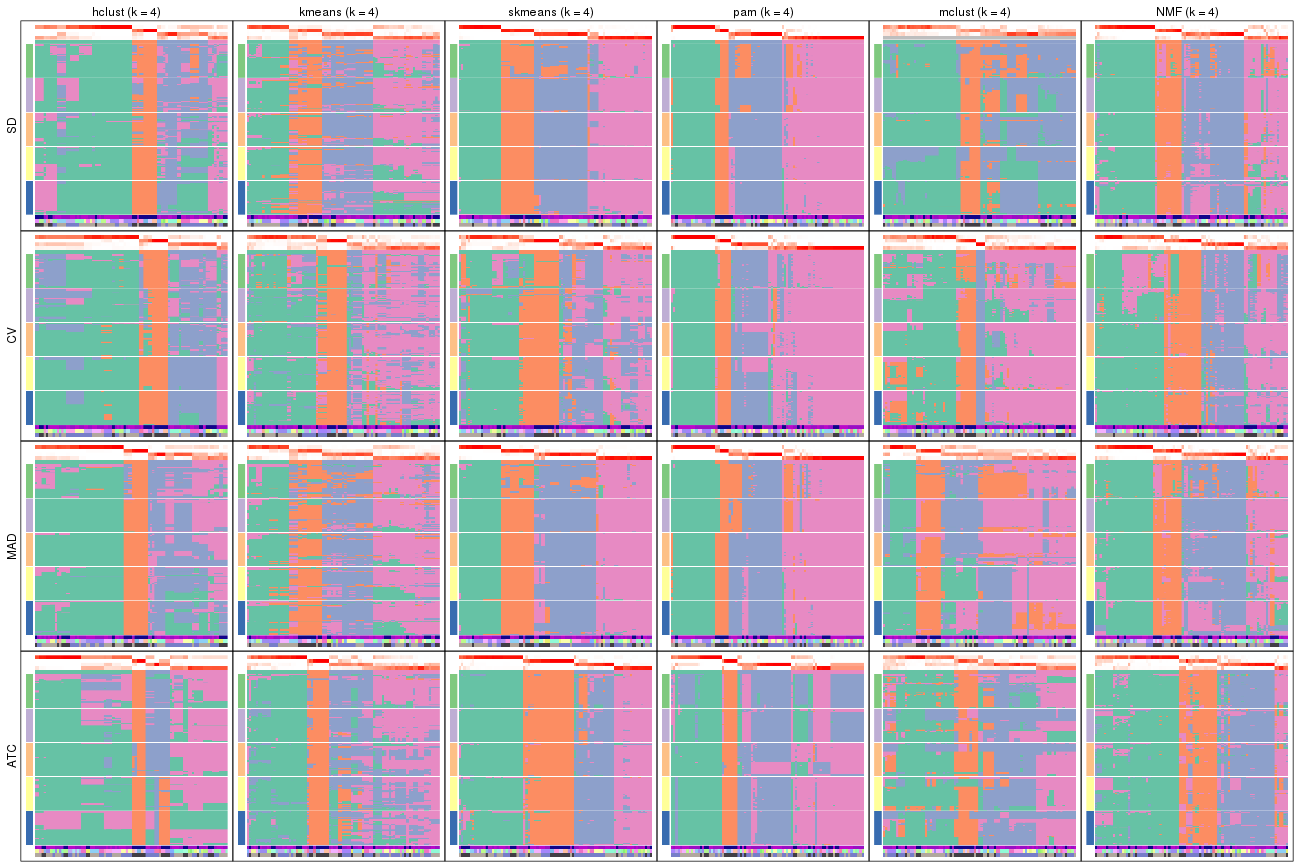 hclust (k = 4)
kmeans (k = 4)
skmeans (k = 4)
pam (k = 4)
mclust (k = 4)
NMF (k = 4)
SD
CV
MAD
ATC